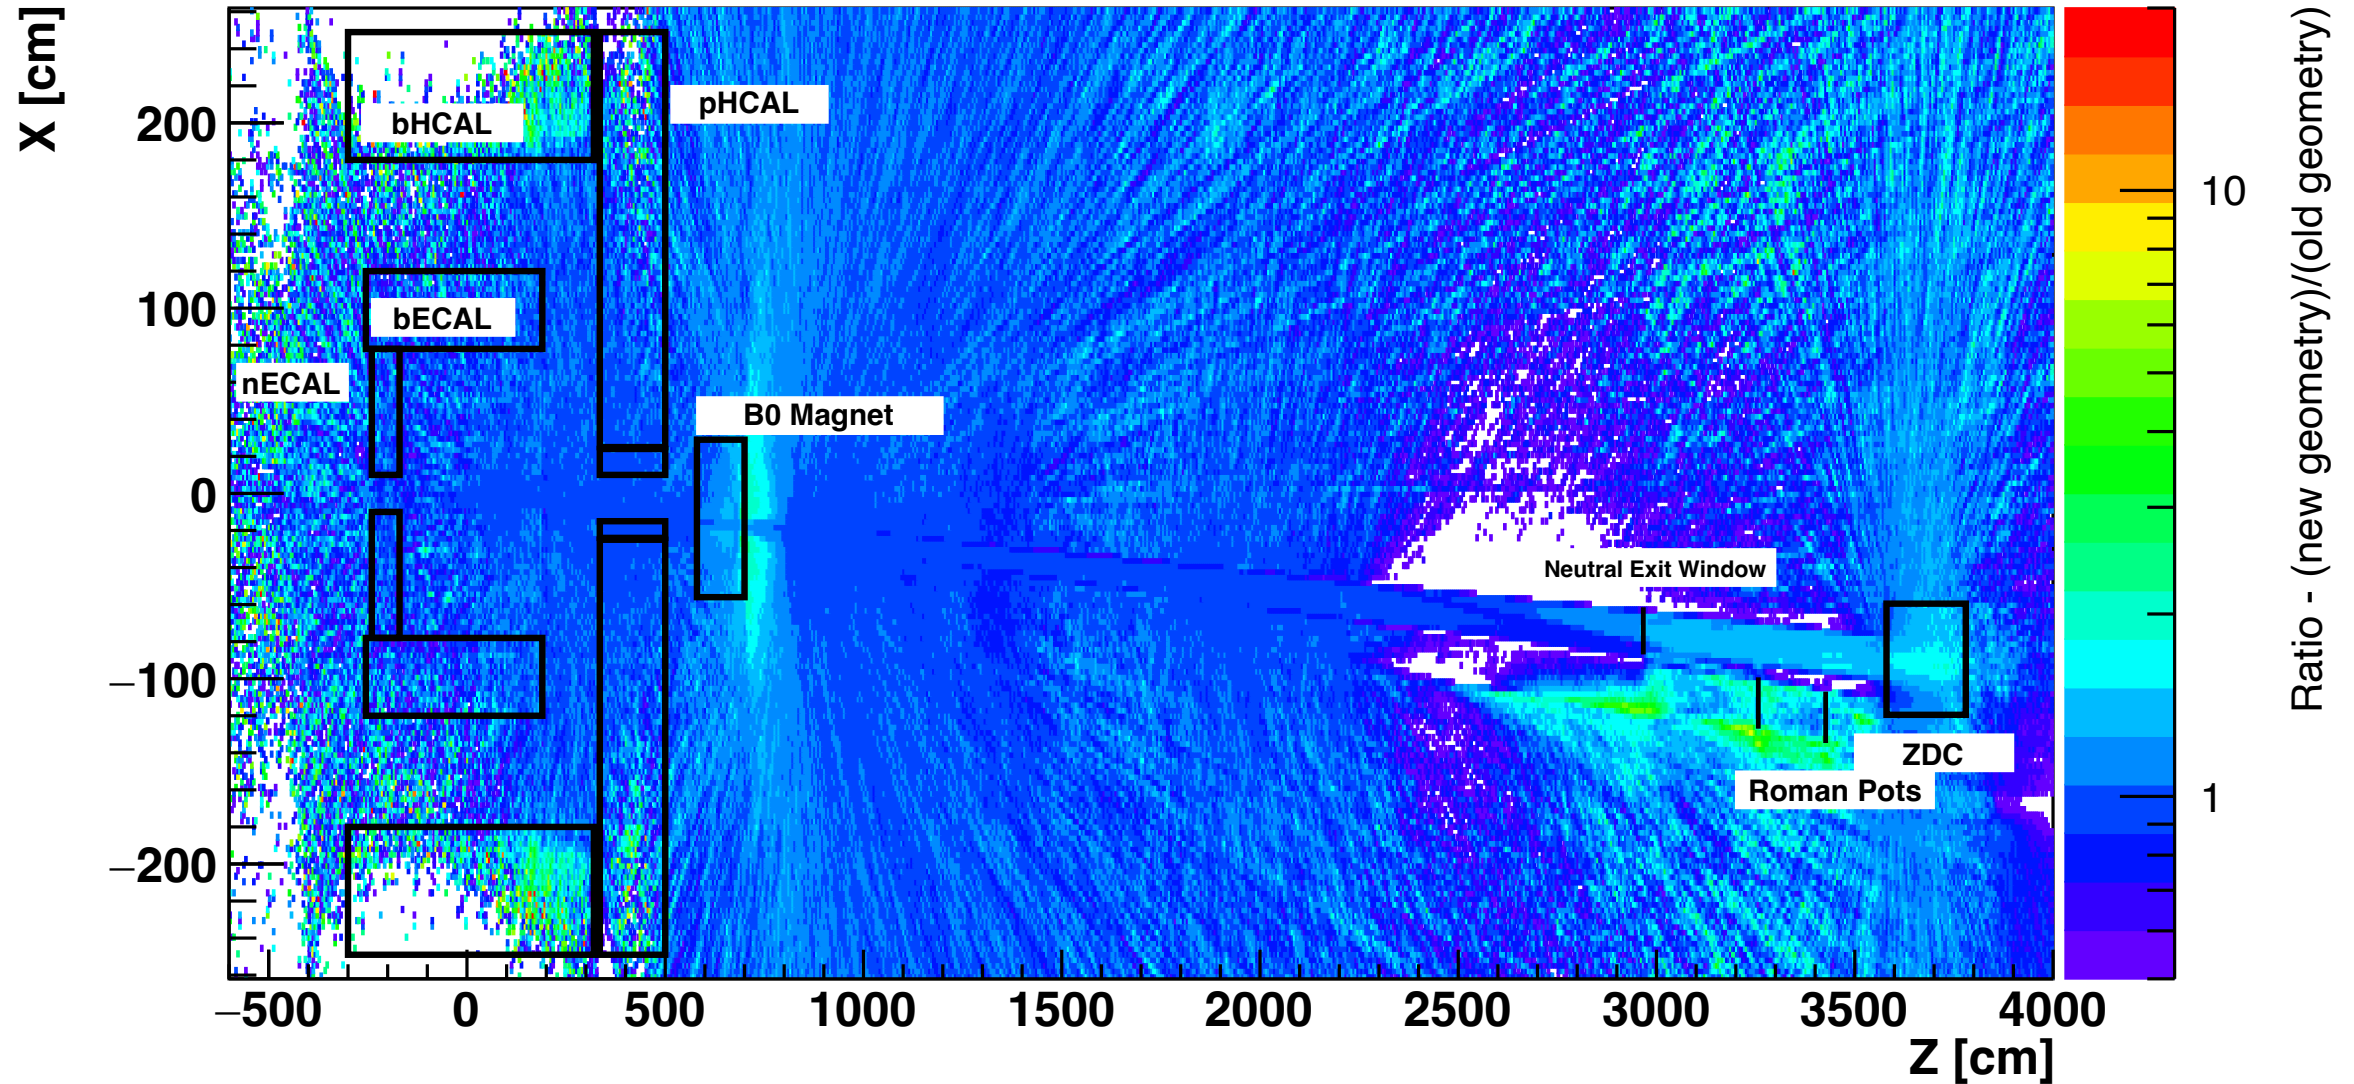 X [cm]
200
100
0
−100
−200
bHCAL
pHCAL
bECAL
nECAL
B0 Magnet
Neutral Exit Window
ZDC
Roman Pots
−500 0 500 1000 1500 2000 2500 3000 3500 4000
Z [cm]
10
1
Ratio - (new geometry)/(old geometry)